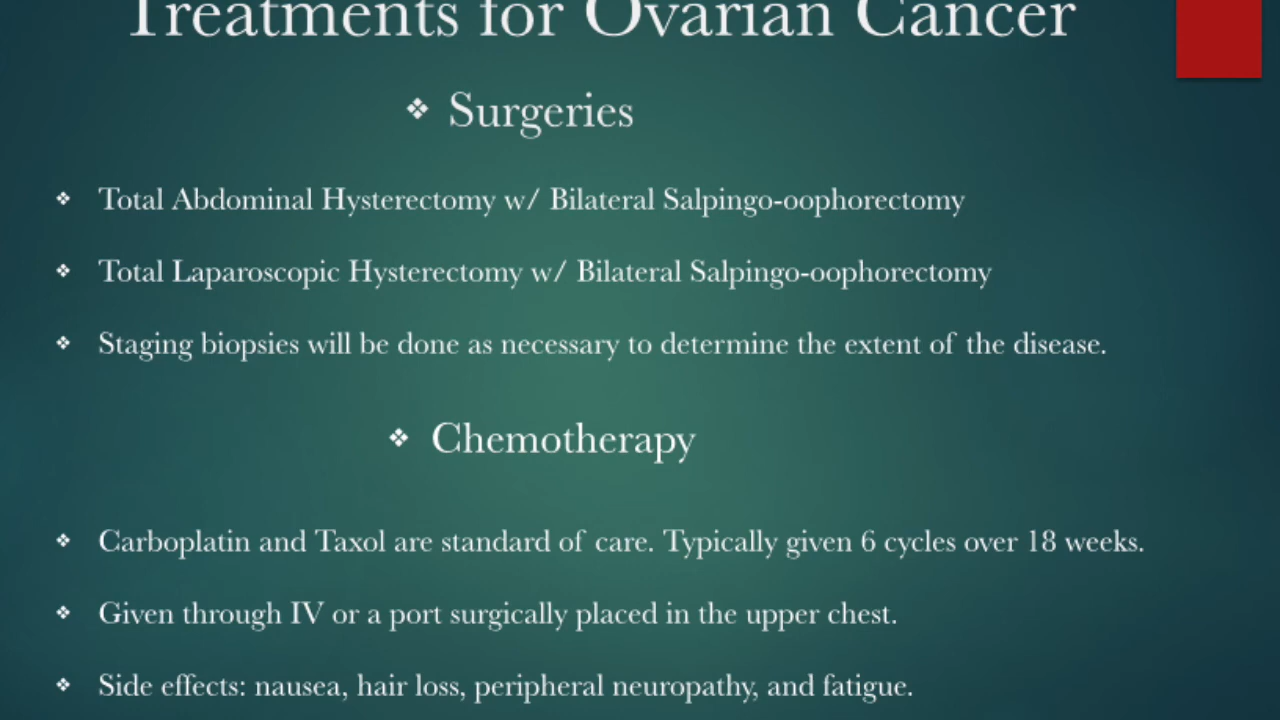 Treatments for Ovarian Cancer
❖ Surgeries
❖ Total Abdominal Hysterectomy w/ Bilateral Salpingo-oophorectomy
❖ Total Laparoscopic Hysterectomy w/ Bilateral Salpingo-oophorectomy
❖ Staging biopsies will be done as necessary to determine the extent of the disease.
❖ Chemotherapy
❖ Carboplatin and Taxol are standard of care. Typically given 6 cycles over 18 weeks.
❖ Given through IV or a port surgically placed in the upper chest.
❖ Side effects: nausea, hair loss, peripheral neuropathy, and fatigue.